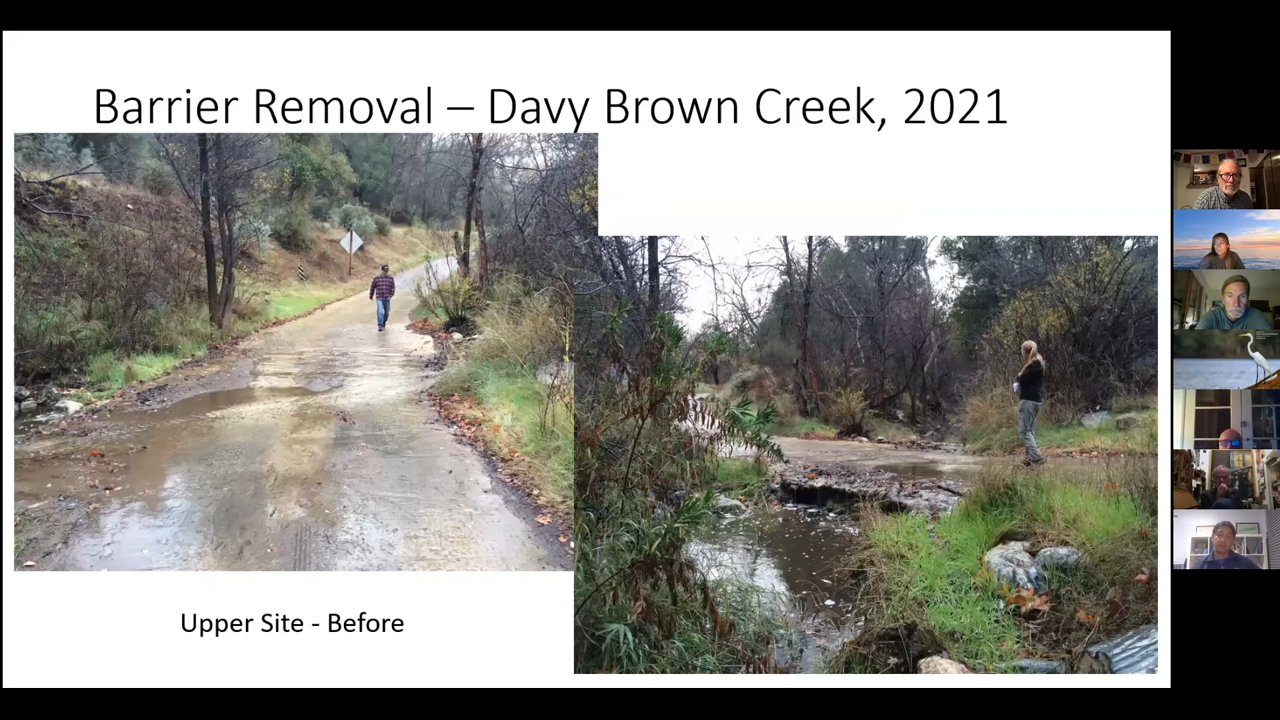 Barrier Removal – Davy Brown Creek, 2021
Upper Site - Before